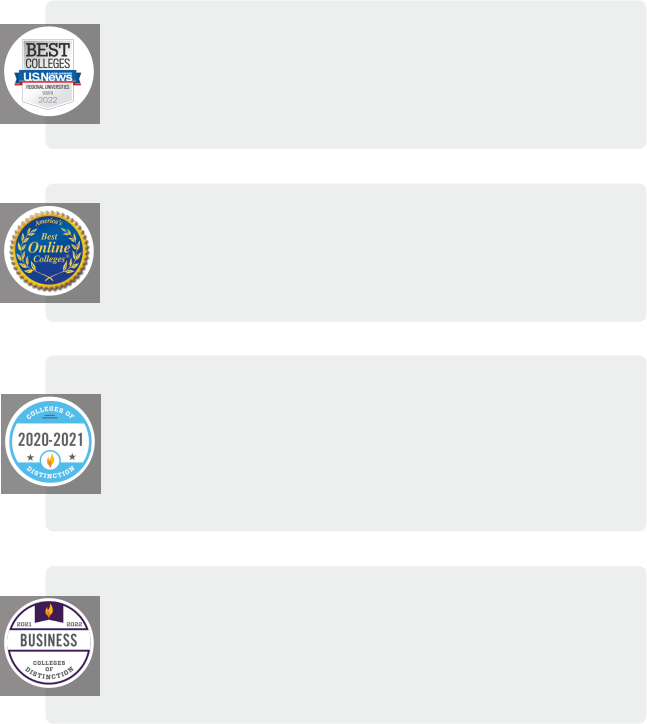 BEST
COLLEGES
U.S.News
REGIONAL UNIVERSITIES
SOUTH
2022
America's
Best
Online
Colleges®
COLLEGES OF
2020-2021
DISTINCTION
2021 2022
BUSINESS
COLLEGES
OF
DISTINCTION